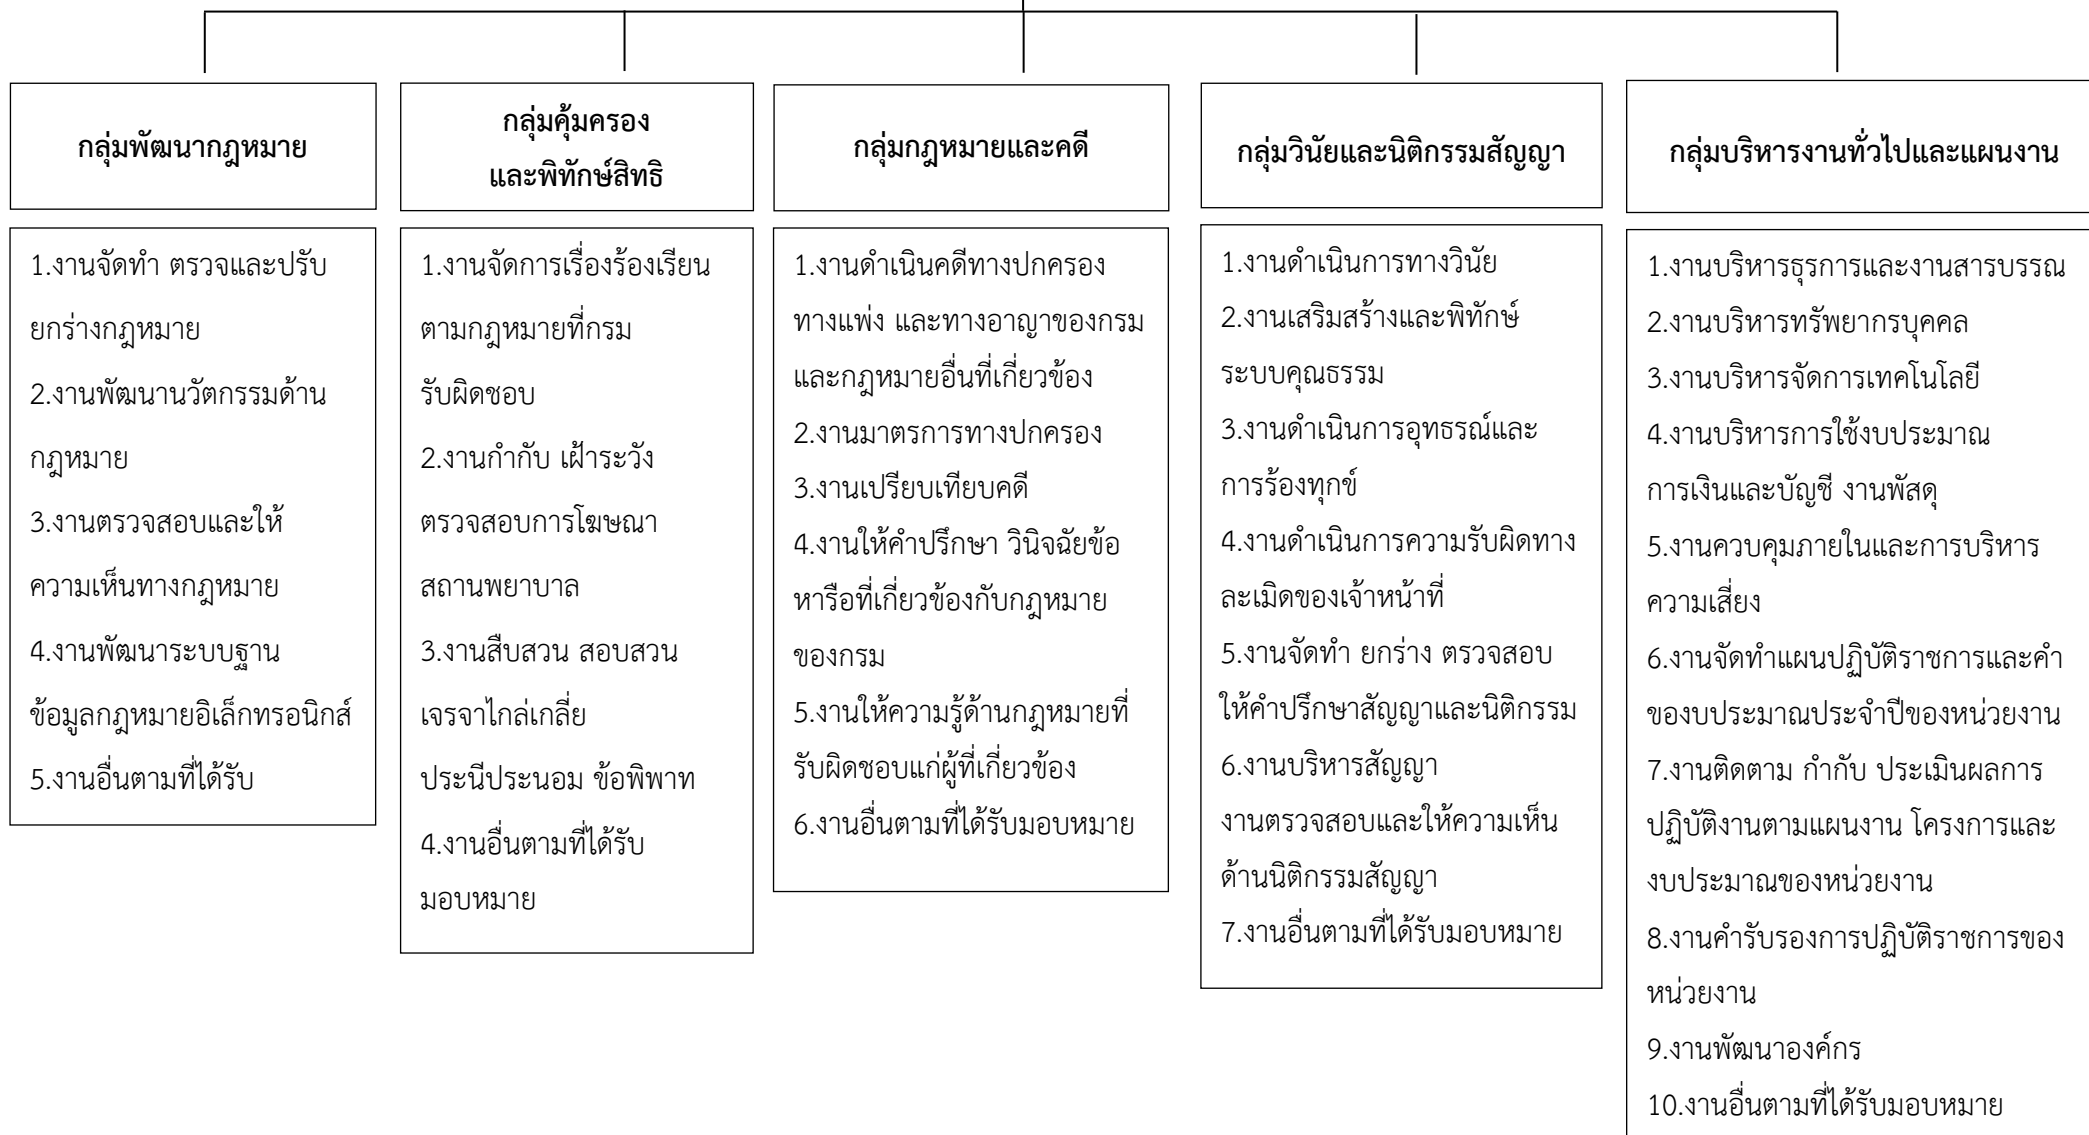 กลุ่มพัฒนากฎหมาย
1.งานจัดทำ ตรวจและปรับ
ยกร่างกฎหมาย
2.งานพัฒนานวัตกรรมด้าน
กฎหมาย
3.งานตรวจสอบและให้
ความเห็นทางกฎหมาย
4.งานพัฒนาระบบฐาน
ข้อมูลกฎหมายอิเล็กทรอนิกส์
5.งานอื่นตามที่ได้รับ
กลุ่มคุ้มครอง
และพิทักษ์สิทธิ
1.งานจัดการเรื่องร้องเรียน
ตามกฎหมายที่กรม
รับผิดชอบ
2.งานกำกับ เฝ้าระวัง
ตรวจสอบการโฆษณา
สถานพยาบาล
3.งานสืบสวน สอบสวน
เจรจาไกล่เกลี่ย
ประนีประนอม ข้อพิพาท
4.งานอื่นตามที่ได้รับ
มอบหมาย
กลุ่มกฎหมายและคดี
1.งานดำเนินคดีทางปกครอง
ทางแพ่ง และทางอาญาของกรม
และกฎหมายอื่นที่เกี่ยวข้อง
2.งานมาตรการทางปกครอง
3.งานเปรียบเทียบคดี
4.งานให้คำปรึกษา วินิจฉัยข้อ
หารือที่เกี่ยวข้องกับกฎหมาย
ของกรม
5.งานให้ความรู้ด้านกฎหมายที่
รับผิดชอบแก่ผู้ที่เกี่ยวข้อง
6.งานอื่นตามที่ได้รับมอบหมาย
กลุ่มวินัยและนิติกรรมสัญญา
1.งานดำเนินการทางวินัย
2.งานเสริมสร้างและพิทักษ์
ระบบคุณธรรม
3.งานดำเนินการอุทธรณ์และ
การร้องทุกข์
4.งานดำเนินการความรับผิดทาง
ละเมิดของเจ้าหน้าที่
5.งานจัดทำ ยกร่าง ตรวจสอบ
ให้คำปรึกษาสัญญาและนิติกรรม
6.งานบริหารสัญญา
งานตรวจสอบและให้ความเห็น
ด้านนิติกรรมสัญญา
7.งานอื่นตามที่ได้รับมอบหมาย
กลุ่มบริหารงานทั่วไปและแผนงาน
1.งานบริหารธุรการและงานสารบรรณ
2.งานบริหารทรัพยากรบุคคล
3.งานบริหารจัดการเทคโนโลยี
4.งานบริหารการใช้งบประมาณ
การเงินและบัญชี งานพัสดุ
5.งานควบคุมภายในและการบริหาร
ความเสี่ยง
6.งานจัดทำแผนปฏิบัติราชการและคำ
ของบประมาณประจำปีของหน่วยงาน
7.งานติดตาม กำกับ ประเมินผลการ
ปฏิบัติงานตามแผนงาน โครงการและ
งบประมาณของหน่วยงาน
8.งานคำรับรองการปฏิบัติราชการของ
หน่วยงาน
9.งานพัฒนาองค์กร
10.งานอื่นตามที่ได้รับมอบหมาย